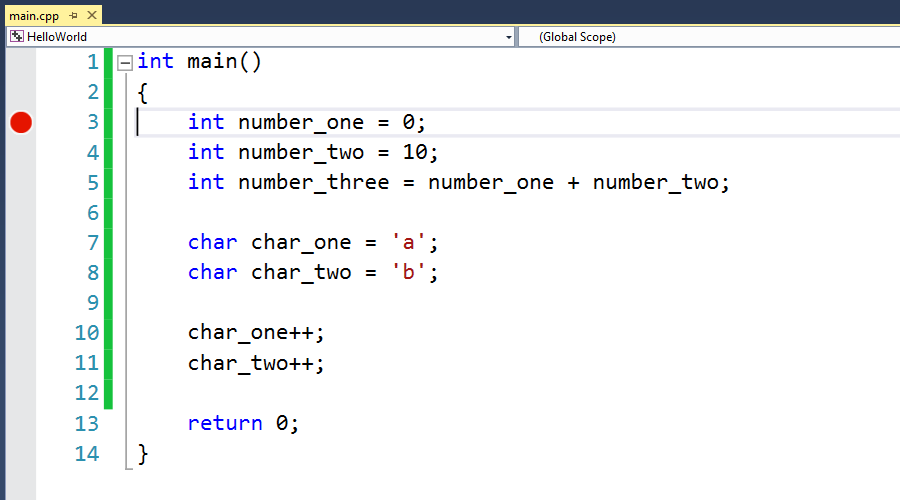 main.cpp
HelloWorld (Global Scope)
1 int main()
2 {
3 int number_one = 0;
4 int number_two = 10;
5 int number_three = number_one + number_two;
6
7 char char_one = 'a';
8 char char_two = 'b';
9
10 char_one++;
11 char_two++;
12
13 return 0;
14 }